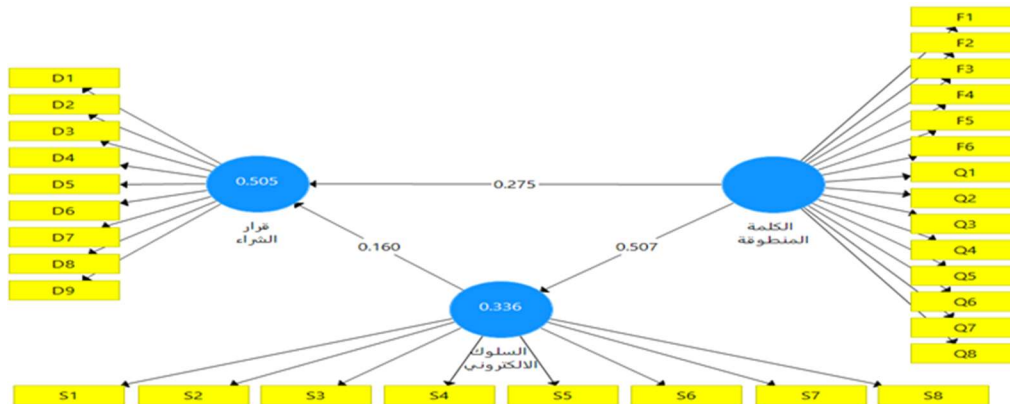 F1
F2
F3
F4
F5
F6
Q1
Q2
Q3
Q4
Q5
Q6
Q7
Q8
D1
D2
D3
D4
D5
D6
D7
D8
D9
0.505
قرار
الشراء
0.275
الكلمة
المنطوقة
0.160
0.507
0.336
السلوك
الالكتروني
S1
S2
S3
S4
S5
S6
S7
S8